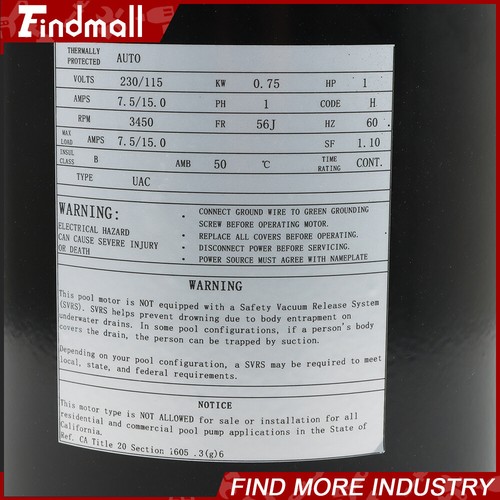 Findmall
THERMALLY PROTECTED AUTO
VOLTS 230/115 KW 0.75 HP 1
AMPS 7.5/15.0 PH 1 CODE H
RPM 3450 FR 56J HZ 60
MAX LOAD AMPS 7.5/15.0 SF 1.10
INSUL CLASS B AMB 50 ℃ TIME RATING CONT.
TYPE UAC
WARNING:
ELECTRICAL HAZARD
CAN CAUSE SEVERE INJURY
OR DEATH
• CONNECT GROUND WIRE TO GREEN GROUNDING
SCREW BEFORE OPERATING MOTOR.
• REPLACE ALL COVERS BEFORE OPERATING.
• DISCONNECT POWER BEFORE SERVICING.
• POWER SOURCE MUST AGREE WITH NAMEPLATE
WARNING
This pool motor is NOT equipped with a Safety Vacuum Release System
(SVRS). SVRS helps prevent drowning due to body entrapment on
underwater drains. In some pool configurations, if a person's body
covers the drain, the person can be trapped by suction.
Depending on your pool configuration, a SVRS may be required to meet
local, state, and federal requirements.
NOTICE
This motor type is NOT ALLOWED for sale or installation for all
residential and commercial pool pump applications in the State of
California.
Ref. CA Title 20 Section 1605 .3(g)6
FIND MORE INDUSTRY